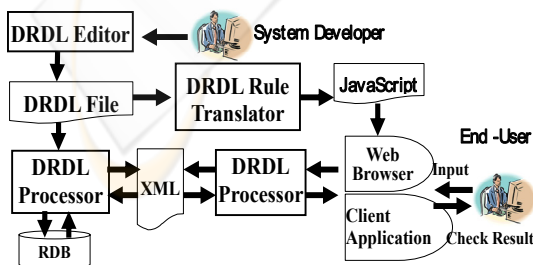 DRDL Editor
System Developer
DRDL File
DRDL Rule
Translator
JavaScript
End -User
DRDL
Processor
XML
DRDL
Processor
Web
Browser
Input
Client
Application
Check Result
RDB